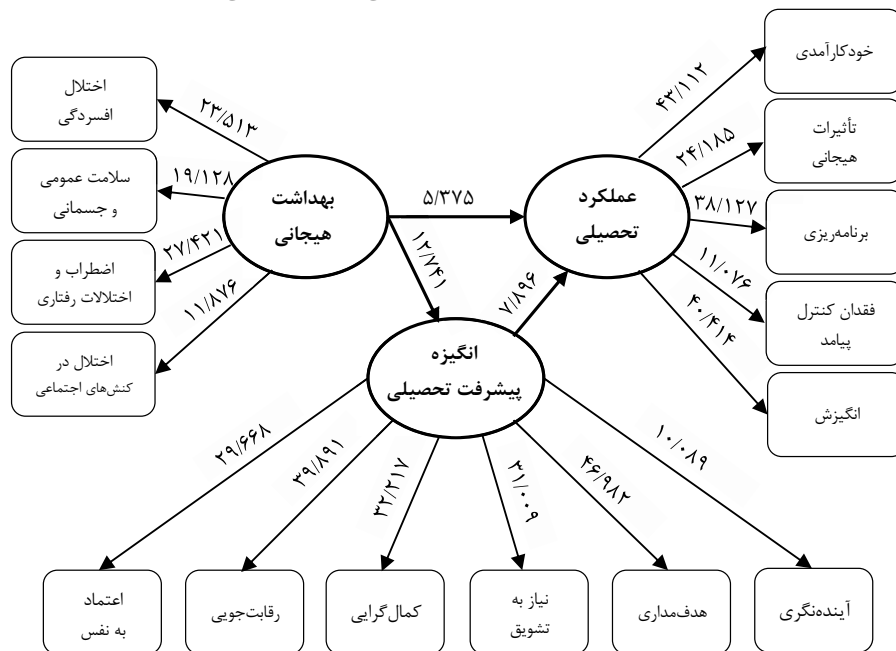 خودکارآمدی
۴۳/۱۱۲
اختلال
افسردگی
۲۳/۵۱۳
تأثیرات
هیجانی
۲۴/۱۸۵
سلامت عمومی
و جسمانی
۱۹/۱۲۸
بهداشت
هیجانی
۵/۳۷۵
عملکرد
تحصیلی
۳۸/۱۲۷
برنامه‌ریزی
اضطراب و
اختلالات رفتاری
۲۷/۴۲۱
۱۲/۷۴۱
۷/۸۹۶
۱۱/۰۷۶
فقدان کنترل
پیامد
اختلال در
کنش‌های اجتماعی
۱۱/۸۷۶
انگیزه
پیشرفت تحصیلی
۴۰/۴۱۴
انگیزش
۲۹/۶۶۸
۳۹/۸۹۱
۳۲/۲۱۷
۳۱/۰۰۹
۴۶/۹۸۲
۱۰/۰۸۹
اعتماد
به نفس
رقابت‌جویی
کمال‌گرایی
نیاز به
تشویق
هدف‌مداری
آینده‌نگری